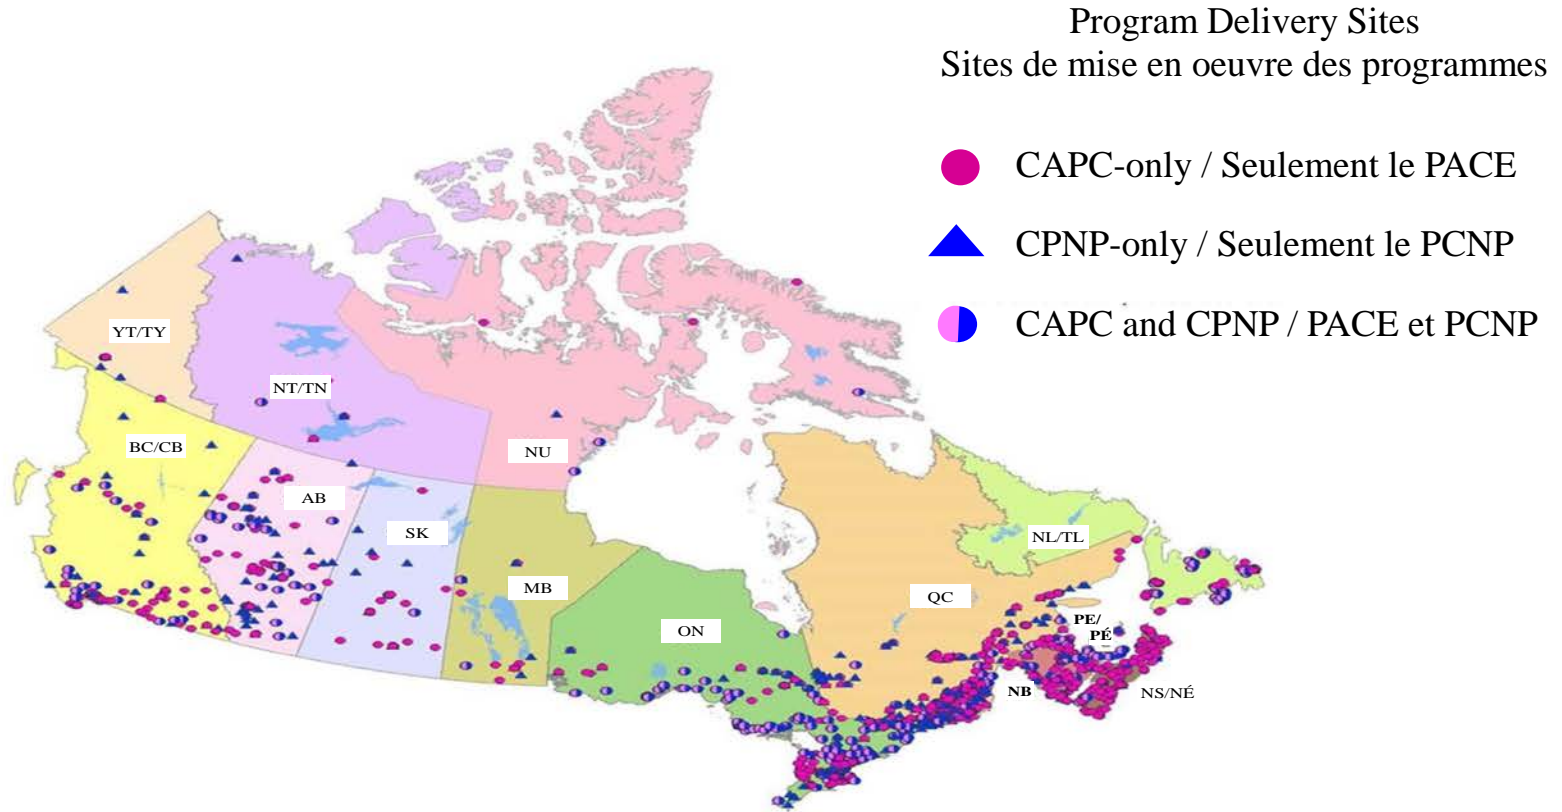 Program Delivery Sites
Sites de mise en oeuvre des programmes
CAPC-only / Seulement le PACE
CPNP-only / Seulement le PCNP
CAPC and CPNP / PACE et PCNP
YT/TY
NT/TN
BC/CB
NU
AB
SK
NL/TL
MB
QC
ON
PE/
PÉ
NB
NS/NÉ